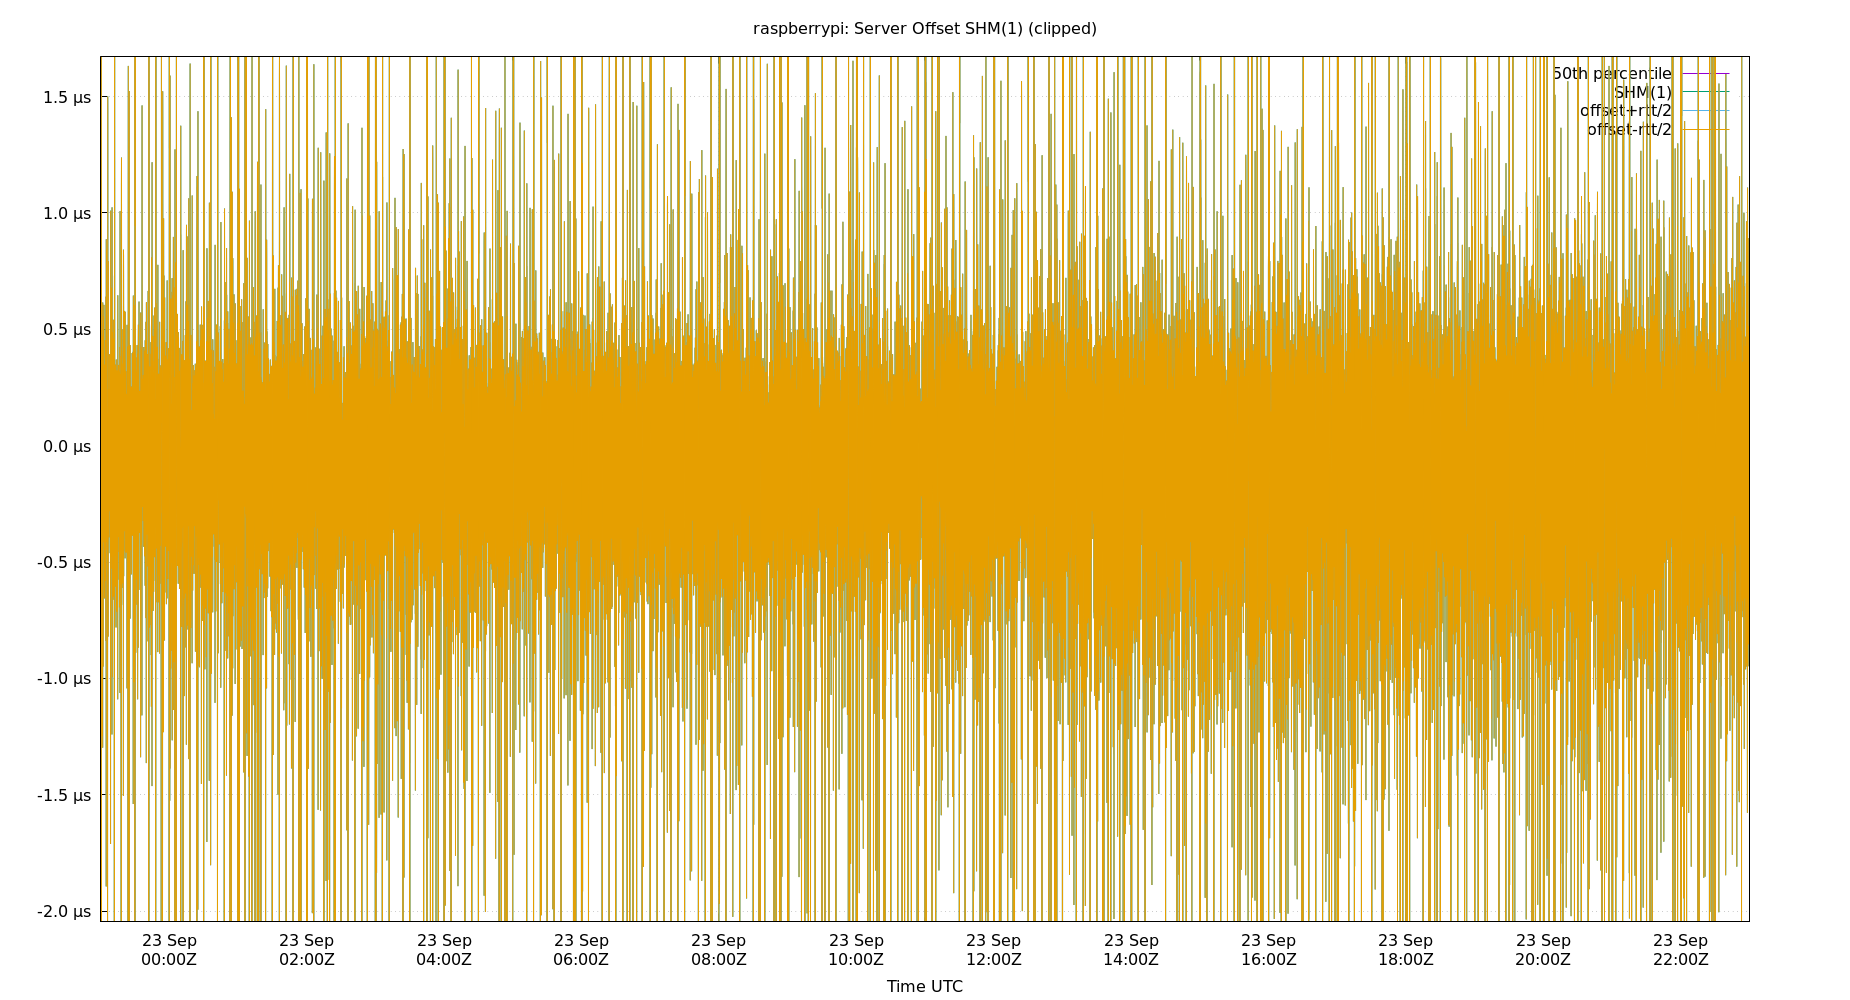 raspberrypi: Server Offset SHM(1) (clipped)
50th percentile
SHM(1)
offset+rtt/2
offset-rtt/2
1.5 µs
1.0 µs
0.5 µs
0.0 µs
-0.5 µs
-1.0 µs
-1.5 µs
-2.0 µs
23 Sep 23 Sep 23 Sep 23 Sep 23 Sep 23 Sep 23 Sep 23 Sep 23 Sep 23 Sep 23 Sep 23 Sep
00:00Z 02:00Z 04:00Z 06:00Z 08:00Z 10:00Z 12:00Z 14:00Z 16:00Z 18:00Z 20:00Z 22:00Z
Time UTC